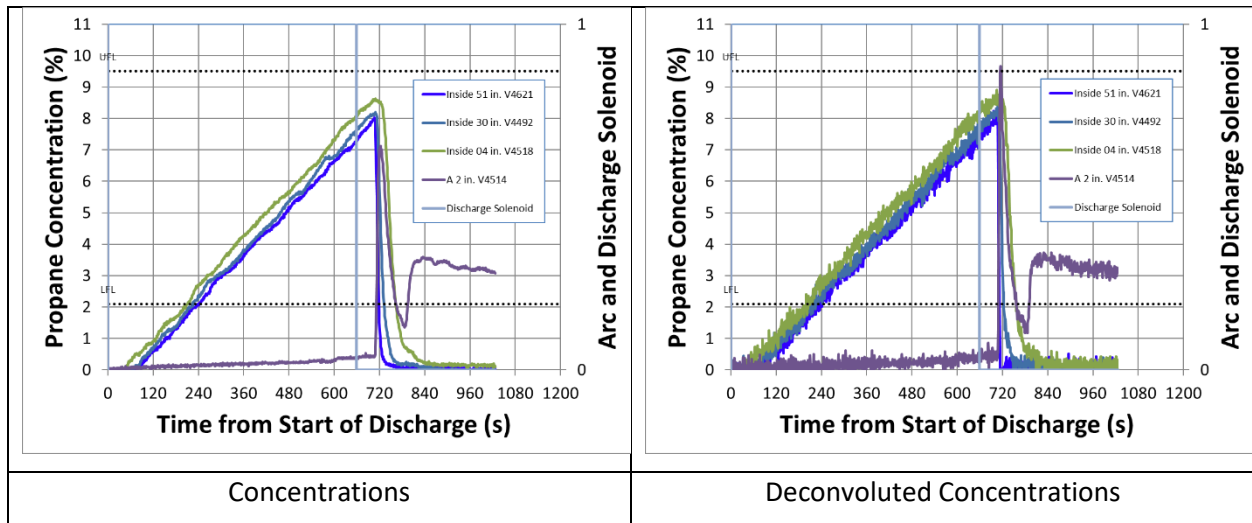 11
10
9
8
7
6
5
4
3
2
1
0
Propane Concentration (%)
UFL
LFL
Inside 51 in. V4621
Inside 30 in. V4492
Inside 04 in. V4518
A 2 in. V4514
Discharge Solenoid
1
0
Arc and Discharge Solenoid
0 120 240 360 480 600 720 840 960 1080 1200
Time from Start of Discharge (s)
Concentrations
11
10
9
8
7
6
5
4
3
2
1
0
Propane Concentration (%)
UFL
LFL
Inside 51 in. V4621
Inside 30 in. V4492
Inside 04 in. V4518
A 2 in. V4514
Discharge Solenoid
1
0
Arc and Discharge Solenoid
0 120 240 360 480 600 720 840 960 1080 1200
Time from Start of Discharge (s)
Deconvoluted Concentrations